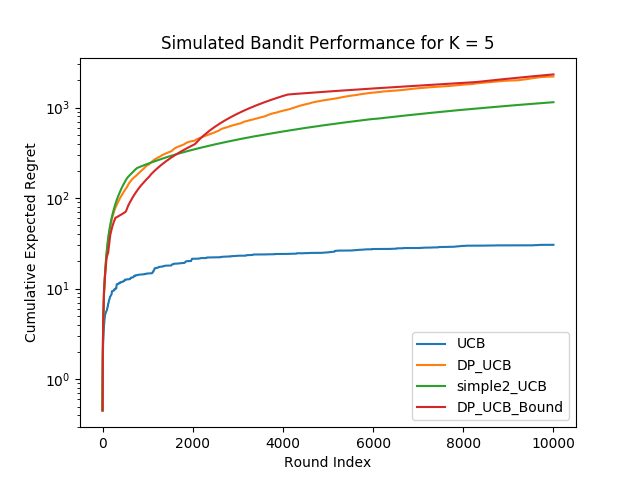 Simulated Bandit Performance for K = 5
Cumulative Expected Regret
10³
10²
10¹
10⁰
0
2000
4000
6000
8000
10000
Round Index
UCB
DP_UCB
simple2_UCB
DP_UCB_Bound